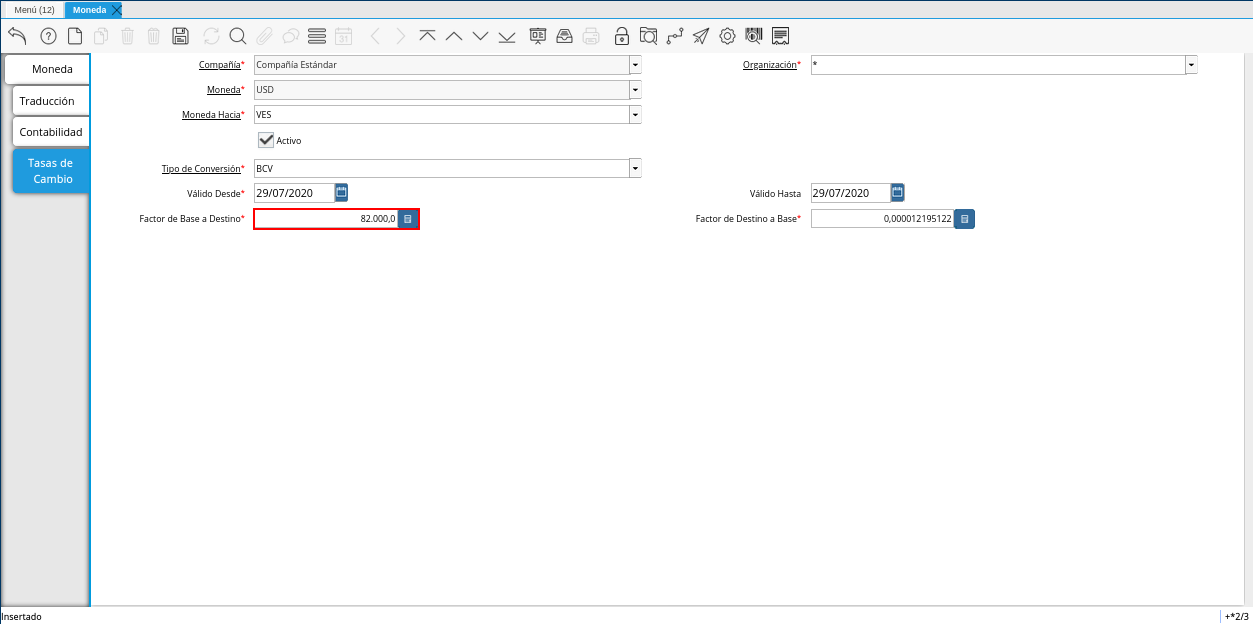 Menú (12) Moneda
31
Moneda
Traducción
Contabilidad
Tasas de
Cambio
Compañía* Compañía Estándar Organización* *
Moneda* USD
Moneda Hacia* VES
Activo
Tipo de Conversión* BCV
Válido Desde* 29/07/2020 Válido Hasta 29/07/2020
Factor de Base a Destino* 82.000,0 Factor de Destino a Base* 0,000012195122
Insertado +*2/3